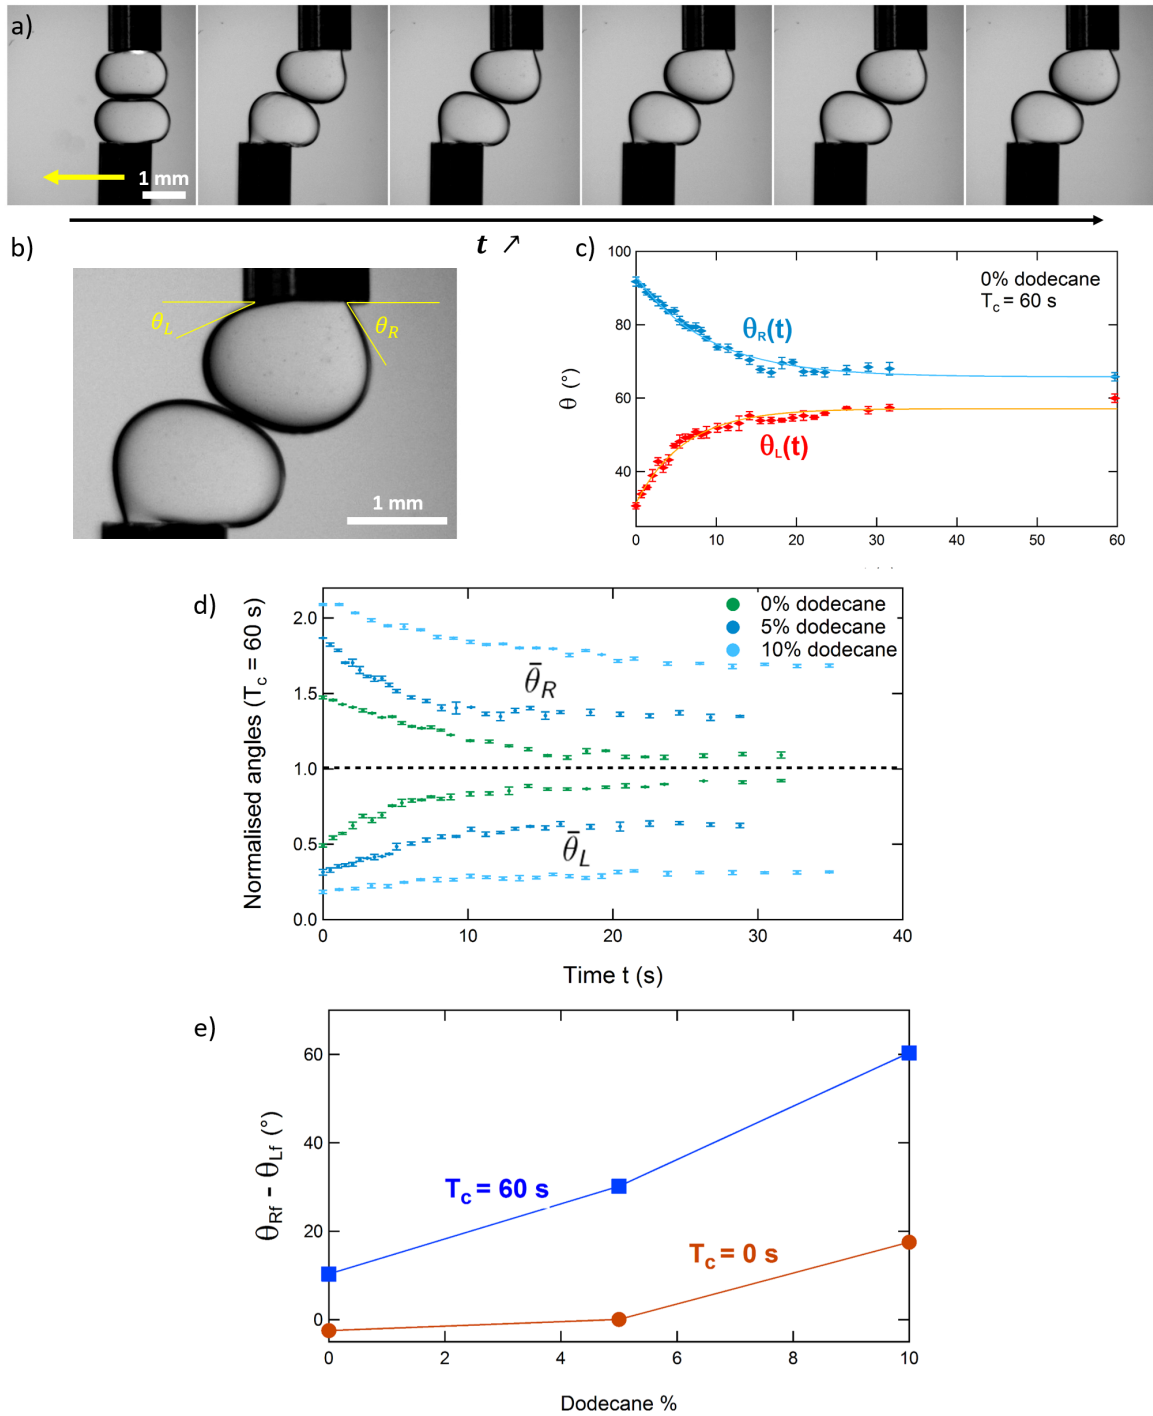 a)
1 mm
t ↗
b)
θL
θR
1 mm
c)
100
80
60
40
θ (°)
0% dodecane
Tc = 60 s
θR(t)
θL(t)
0 10 20 30 40 50 60
d)
Normalised angles (Tc = 60 s)
2.0
1.5
1.0
0.5
0.0
0% dodecane
5% dodecane
10% dodecane
θ̄R
θ̄L
0 10 20 30 40
Time t (s)
e)
θRf - θLf (°)
60
40
20
0
Tc = 60 s
Tc = 0 s
0 2 4 6 8 10
Dodecane %